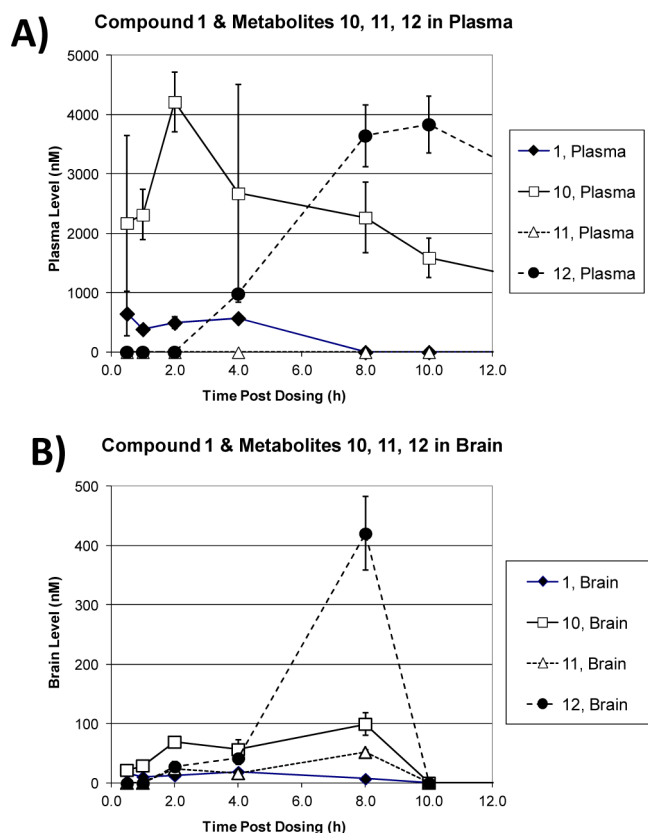 A)
Compound 1 & Metabolites 10, 11, 12 in Plasma
Plasma Level (nM)
5000
4000
3000
2000
1000
0
0.0 2.0 4.0 6.0 8.0 10.0 12.0
Time Post Dosing (h)
1, Plasma
10, Plasma
11, Plasma
12, Plasma
B)
Compound 1 & Metabolites 10, 11, 12 in Brain
Brain Level (nM)
500
400
300
200
100
0
0.0 2.0 4.0 6.0 8.0 10.0 12.0
Time Post Dosing (h)
1, Brain
10, Brain
11, Brain
12, Brain